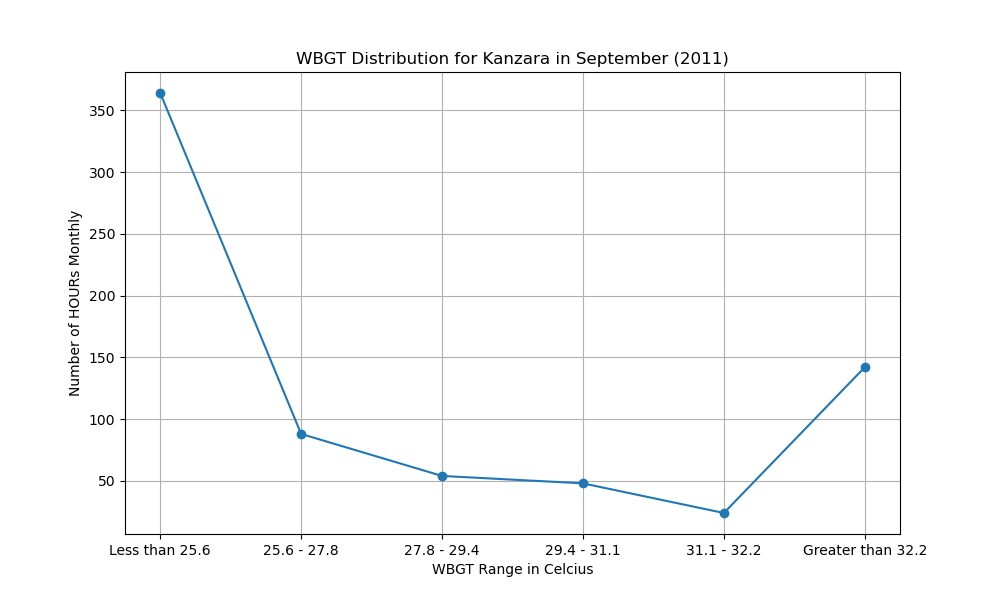 WBGT Distribution for Kanzara in September (2011)
Number of HOURs Monthly
350
300
250
200
150
100
50
Less than 25.6
25.6 - 27.8
27.8 - 29.4
29.4 - 31.1
31.1 - 32.2
Greater than 32.2
WBGT Range in Celcius